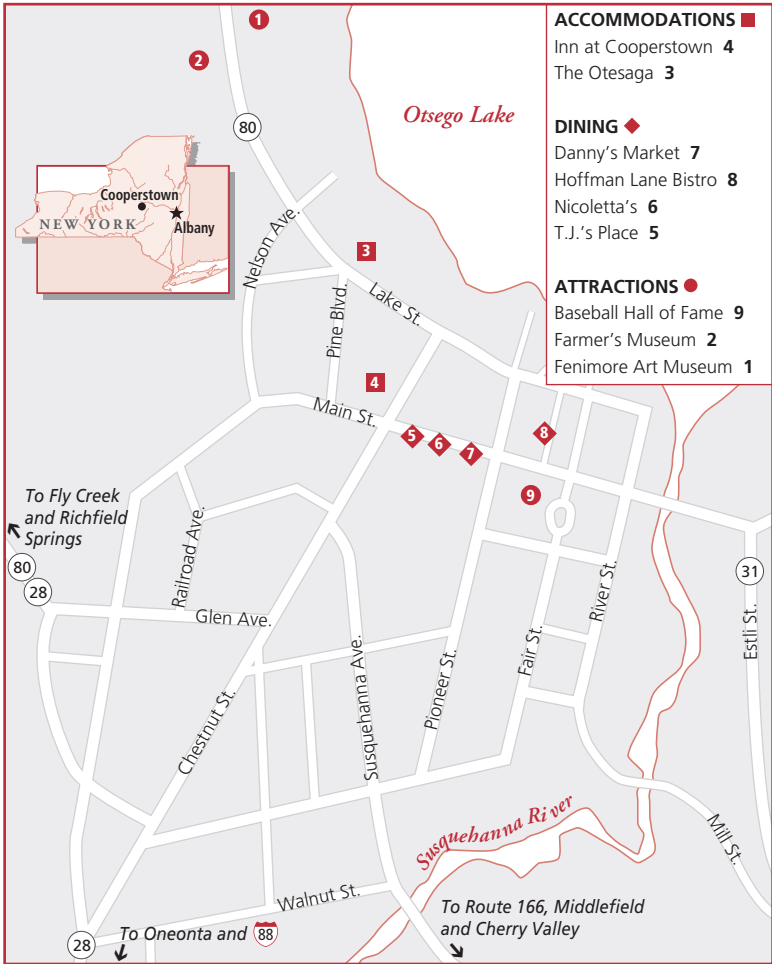 ACCOMMODATIONS
Inn at Cooperstown 4
The Otesaga 3
DINING
Danny's Market 7
Hoffman Lane Bistro 8
Nicoletta's 6
T.J.'s Place 5
ATTRACTIONS
Baseball Hall of Fame 9
Farmer's Museum 2
Fenimore Art Museum 1
1
2
Otsego Lake
80
Cooperstown
NEW YORK
Albany
Nelson Ave.
3
Lake St.
Pine Blvd.
4
Main St.
5
6
7
8
9
To Fly Creek
and Richfield
Springs
80
28
Railroad Ave.
Glen Ave.
31
Estli St.
River St.
Fair St.
Pioneer St.
Susquehanna Ave.
Chestnut St.
Susquehanna River
Mill St.
Walnut St.
To Route 166, Middlefield
and Cherry Valley
28
To Oneonta and 88